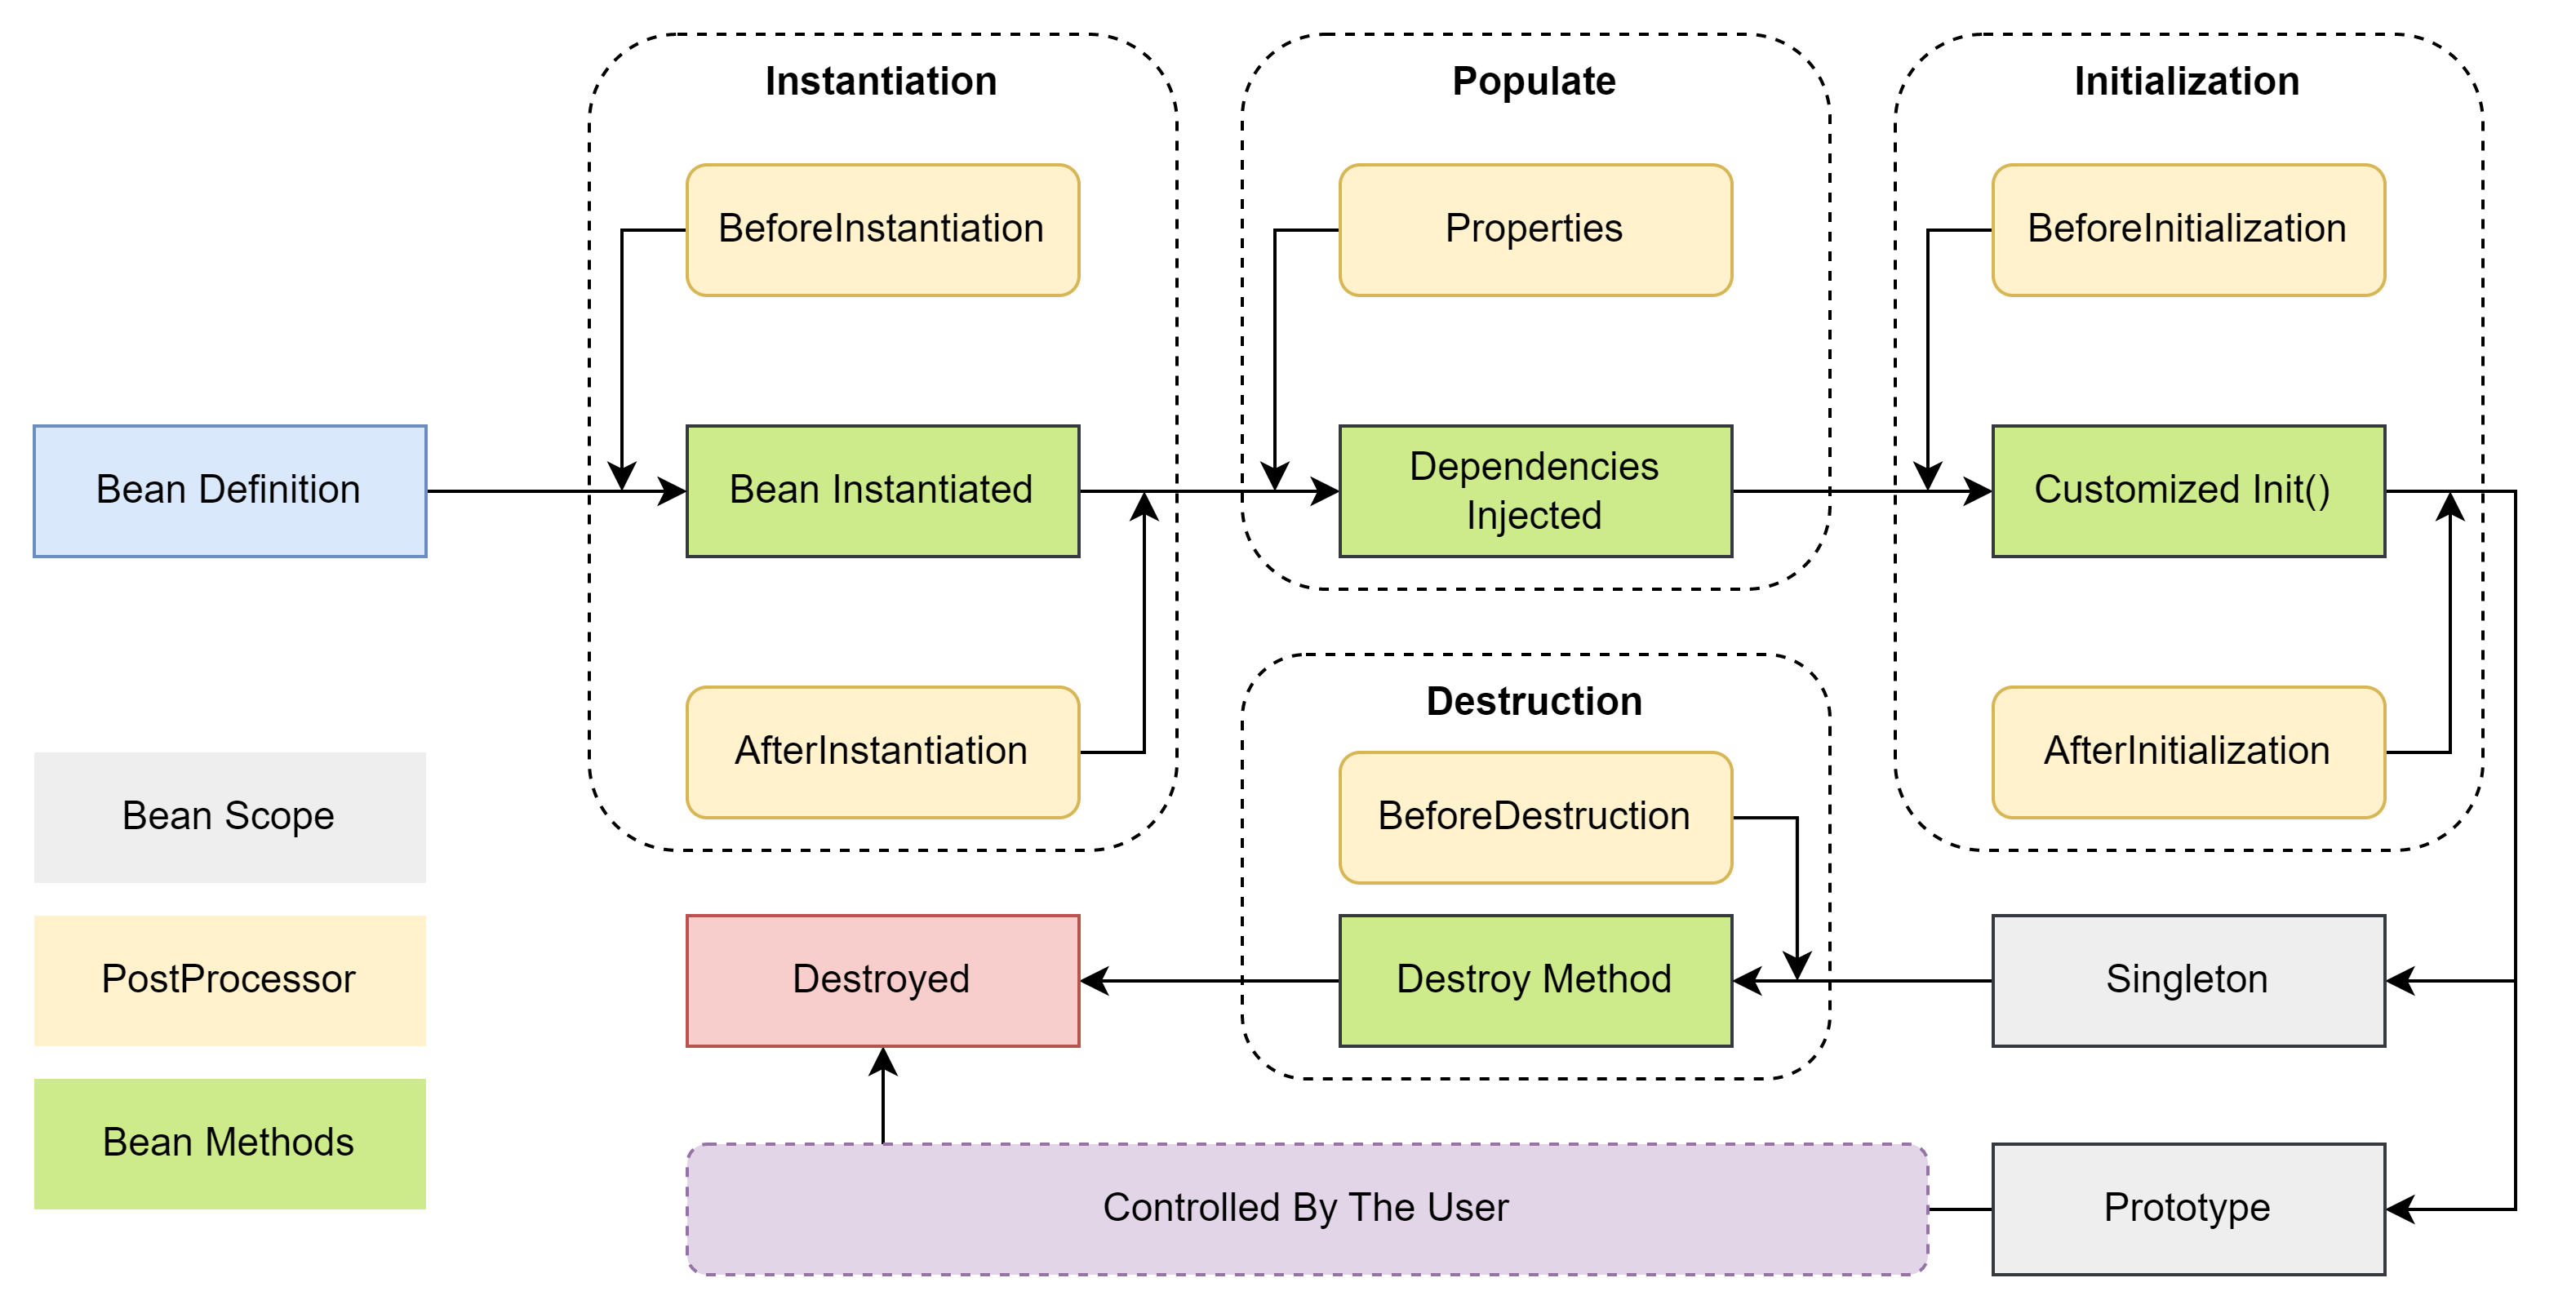 Instantiation
Populate
Initialization
BeforeInstantiation
Properties
BeforeInitialization
Bean Definition
Bean Instantiated
Dependencies
Injected
Customized Init()
Destruction
AfterInstantiation
AfterInitialization
Bean Scope
BeforeDestruction
PostProcessor
Destroyed
Destroy Method
Singleton
Bean Methods
Controlled By The User
Prototype